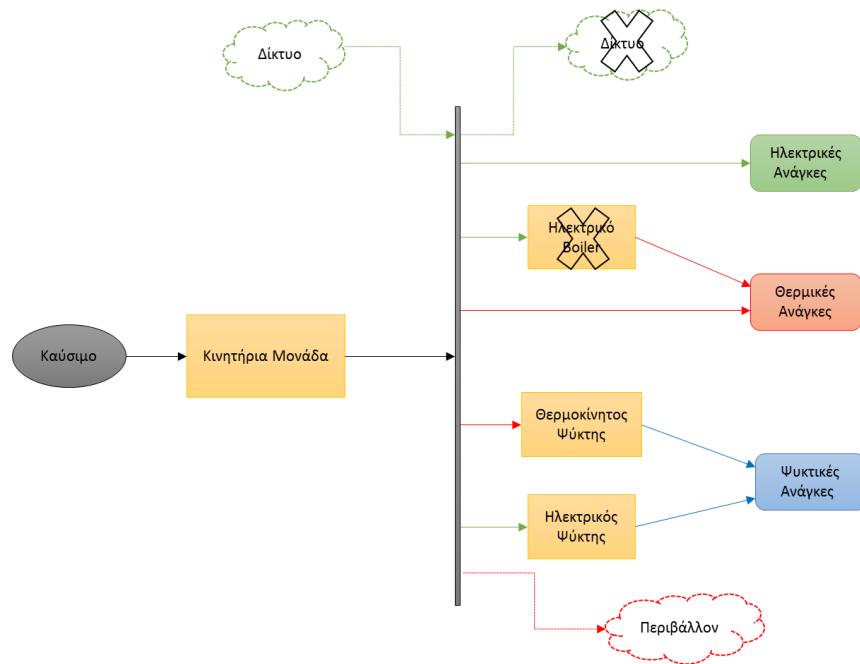 Δίκτυο
Δίκτυο
Ηλεκτρικές
Ανάγκες
Ηλεκτρικό
Boiler
Θερμικές
Ανάγκες
Καύσιμο
Κινητήρια Μονάδα
Θερμοκίνητος
Ψύκτης
Ψυκτικές
Ανάγκες
Ηλεκτρικός
Ψύκτης
Περιβάλλον